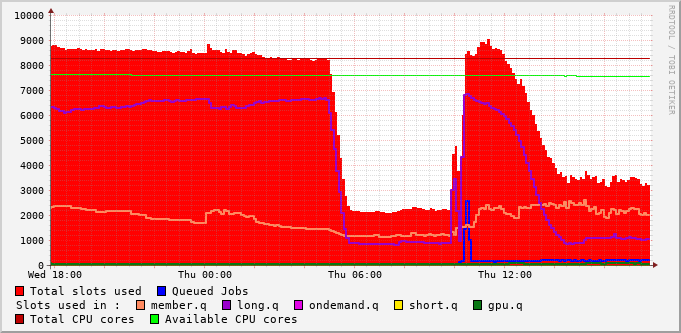 10000
9000
8000
7000
6000
5000
4000
3000
2000
1000
0
Wed 18:00 Thu 00:00 Thu 06:00 Thu 12:00
Total slots used Queued Jobs
Slots used in : member.q long.q ondemand.q short.q gpu.q
Total CPU cores Available CPU cores
RRDTOOL / TOBI OETIKER